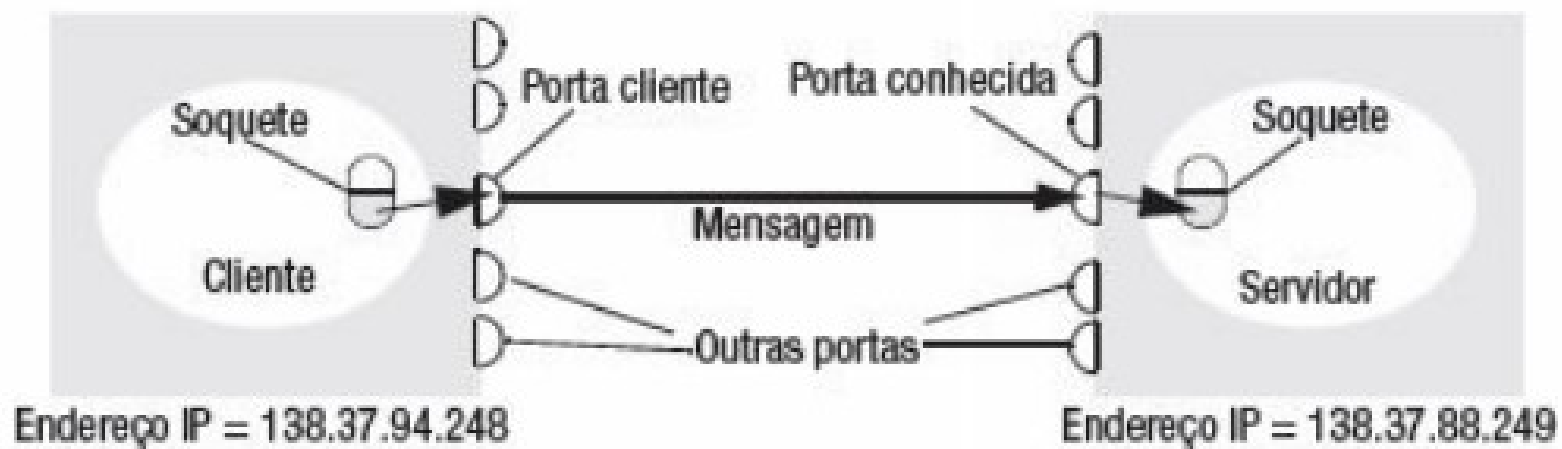 Porta cliente
Porta conhecida
Soquete
Soquete
Mensagem
Cliente
Servidor
Outras portas
Endereço IP = 138.37.94.248
Endereço IP = 138.37.88.249